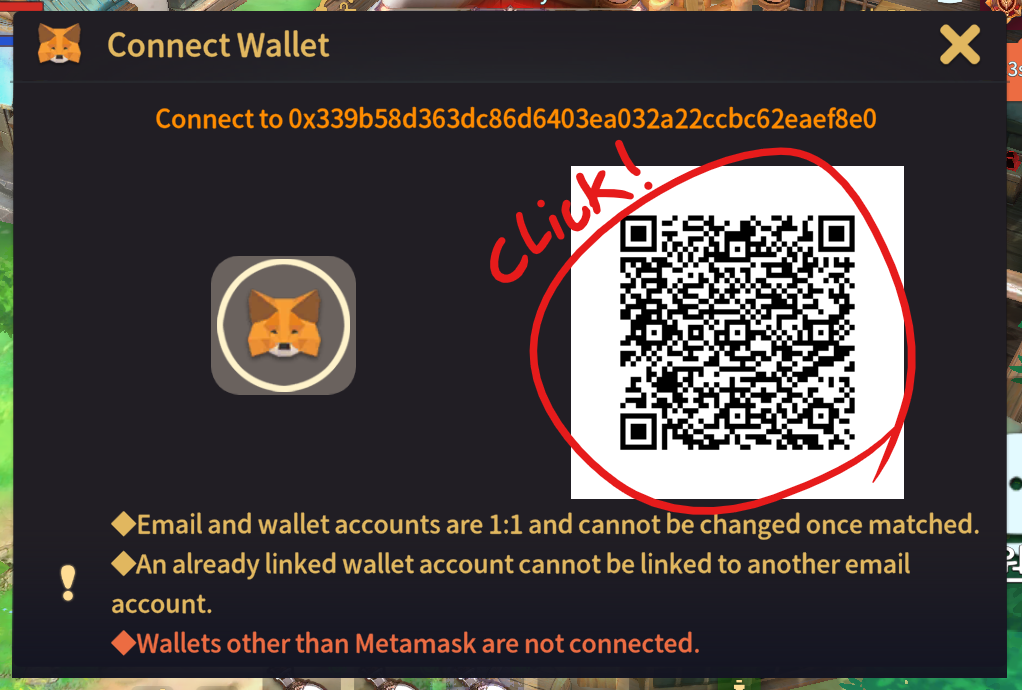 Connect Wallet
Connect to 0x339b58d363dc86d6403ea032a22ccbc62eaef8e0
CLick!
◆Email and wallet accounts are 1:1 and cannot be changed once matched.
◆An already linked wallet account cannot be linked to another email
account.
◆Wallets other than Metamask are not connected.